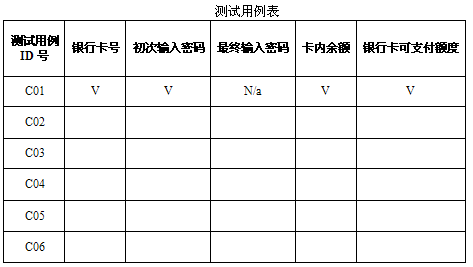 测试用例表
测试用例ID 号 银行卡号 初次输入密码 最终输入密码 卡内余额 银行卡可支付额度
C01 V V N/a V V
C02
C03
C04
C05
C06